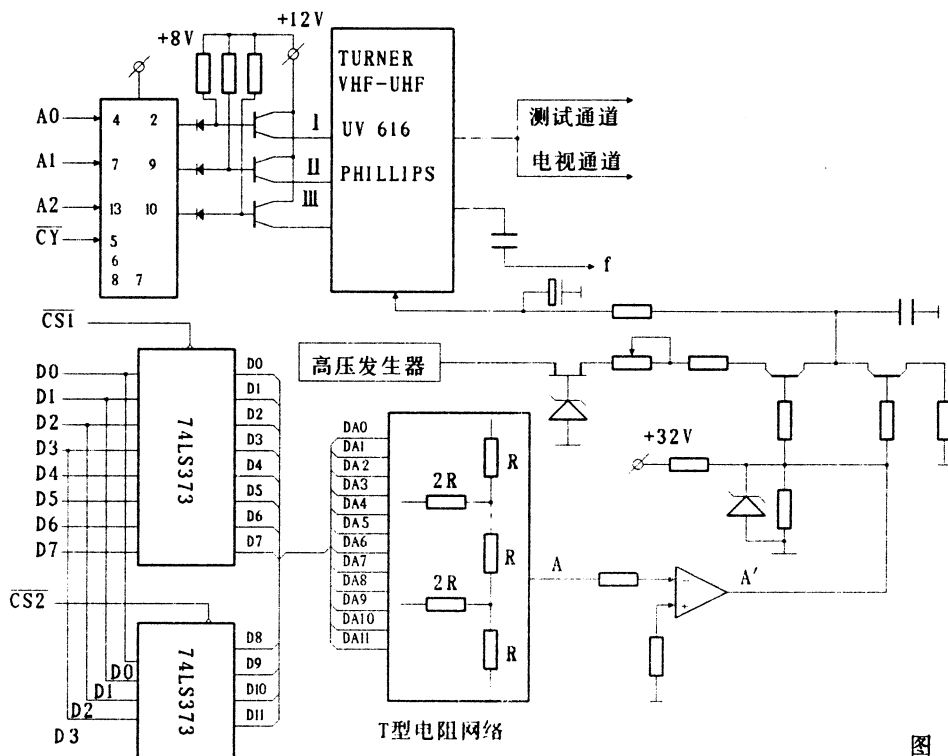 +12V
+8V
TURNER
VHF-UHF
UV 616
PHILLIPS
A0
A1
A2
C̅Y̅
4 2
7 9
13 10
5
6
8 7
I
II
III
测试通道
电视通道
f
C̅S̅1̅
D0
D1
D2
D3
D4
D5
D6
D7
74LS373
D0
D1
D2
D3
D4
D5
D6
D7
高压发生器
DA0
DA1
DA2
DA3
DA4
DA5
DA6
DA7
DA8
DA9
DA10
DA11
R
2R
R
2R
R
+32V
A
A′
-
+
C̅S̅2̅
D0
D1
D2
D3
74LS373
D8
D9
D10
D11
T型电阻网络
图